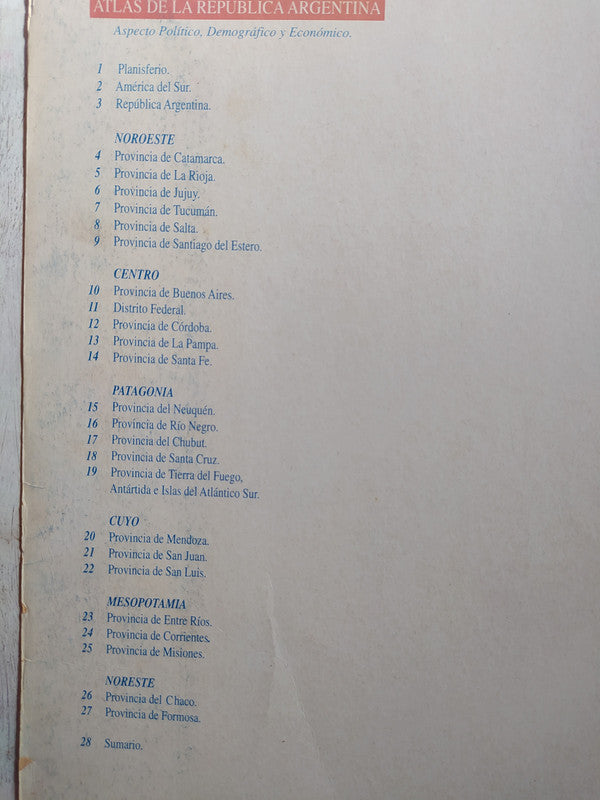 ATLAS DE LA REPUBLICA ARGENTINA
Aspecto Político, Demográfico y Económico.
1 Planisferio.
2 América del Sur.
3 República Argentina.
NOROESTE
4 Provincia de Catamarca.
5 Provincia de La Rioja.
6 Provincia de Jujuy.
7 Provincia de Tucumán.
8 Provincia de Salta.
9 Provincia de Santiago del Estero.
CENTRO
10 Provincia de Buenos Aires.
11 Distrito Federal.
12 Provincia de Córdoba.
13 Provincia de La Pampa.
14 Provincia de Santa Fe.
PATAGONIA
15 Provincia del Neuquén.
16 Provincia de Río Negro.
17 Provincia del Chubut.
18 Provincia de Santa Cruz.
19 Provincia de Tierra del Fuego,
Antártida e Islas del Atlántico Sur.
CUYO
20 Provincia de Mendoza.
21 Provincia de San Juan.
22 Provincia de San Luis.
MESOPOTAMIA
23 Provincia de Entre Ríos.
24 Provincia de Corrientes.
25 Provincia de Misiones.
NORESTE
26 Provincia del Chaco.
27 Provincia de Formosa.
28 Sumario.